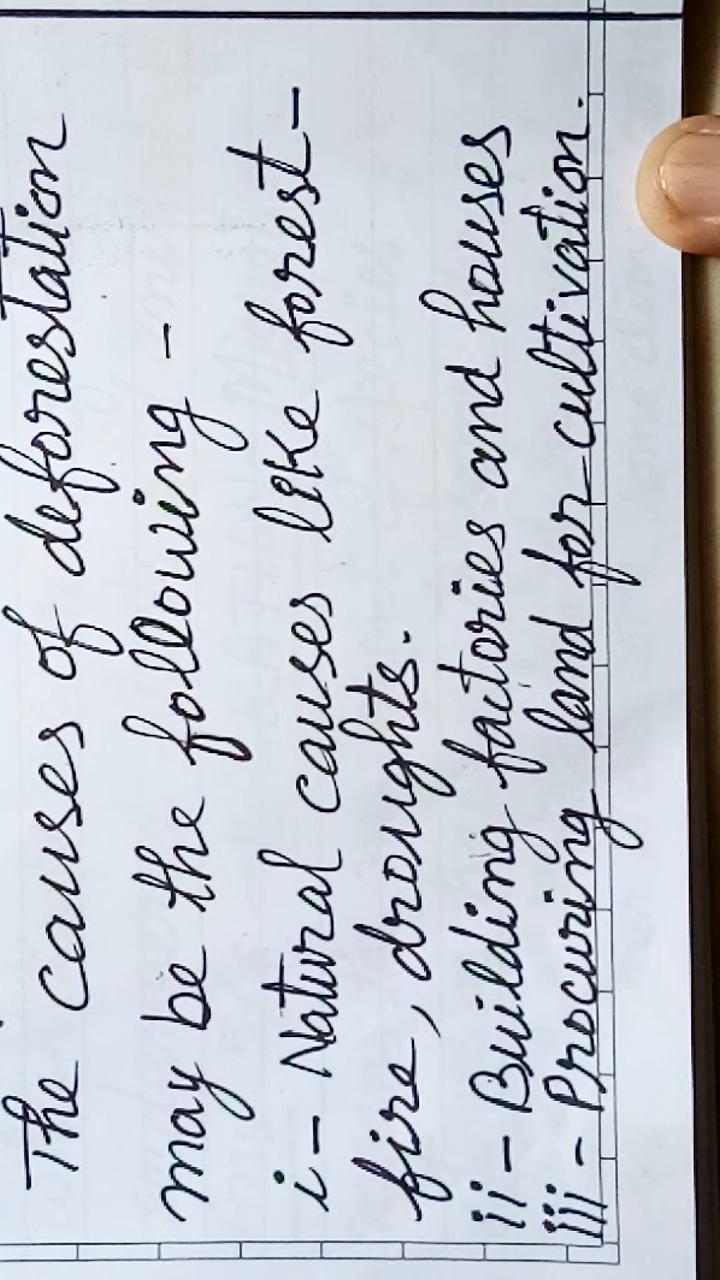 The causes of deforestation
may be the following -
i- Natural causes like forest-
fire, droughts.
ii- Building factories and houses
iii- Procuring land for cultivation.